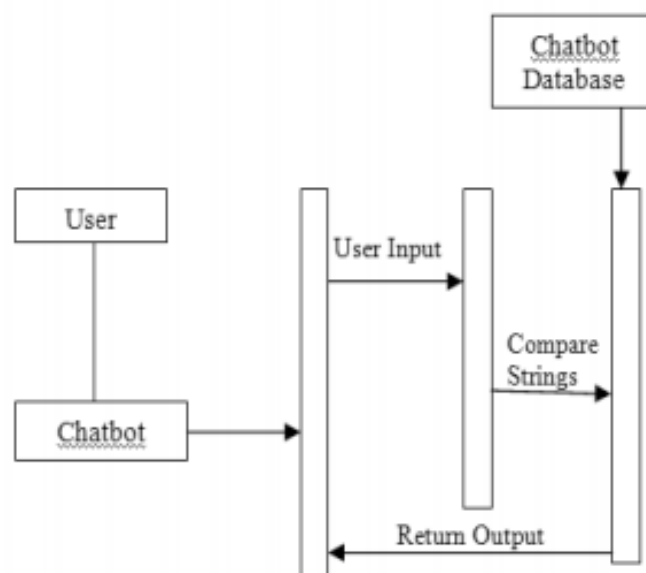 Chatbot
Database
User
User Input
Compare
Strings
Chatbot
Return Output